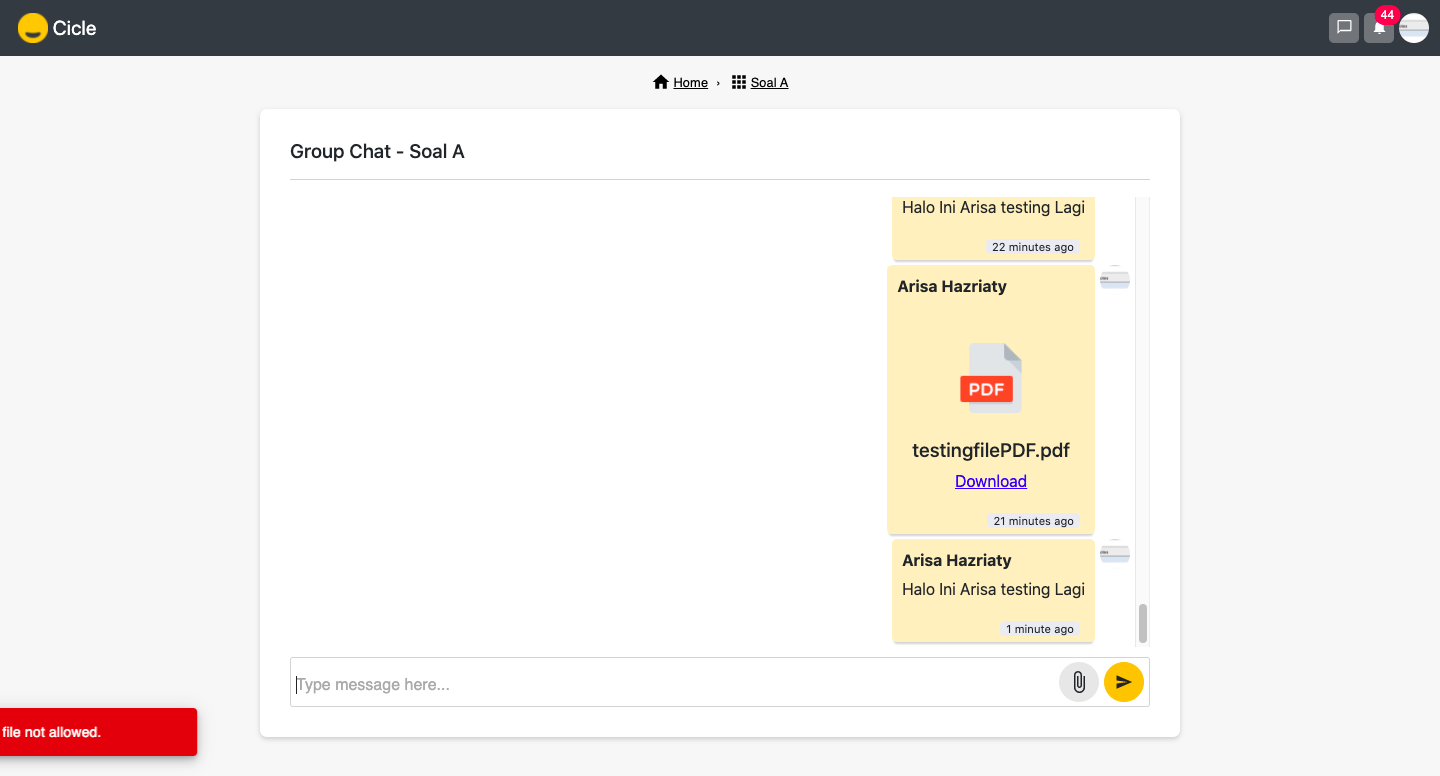 Cicle
44
Home › Soal A
Group Chat - Soal A
Halo Ini Arisa testing Lagi
22 minutes ago
Arisa Hazriaty
PDF
testingfilePDF.pdf
Download
21 minutes ago
Arisa Hazriaty
Halo Ini Arisa testing Lagi
1 minute ago
Type message here...
file not allowed.